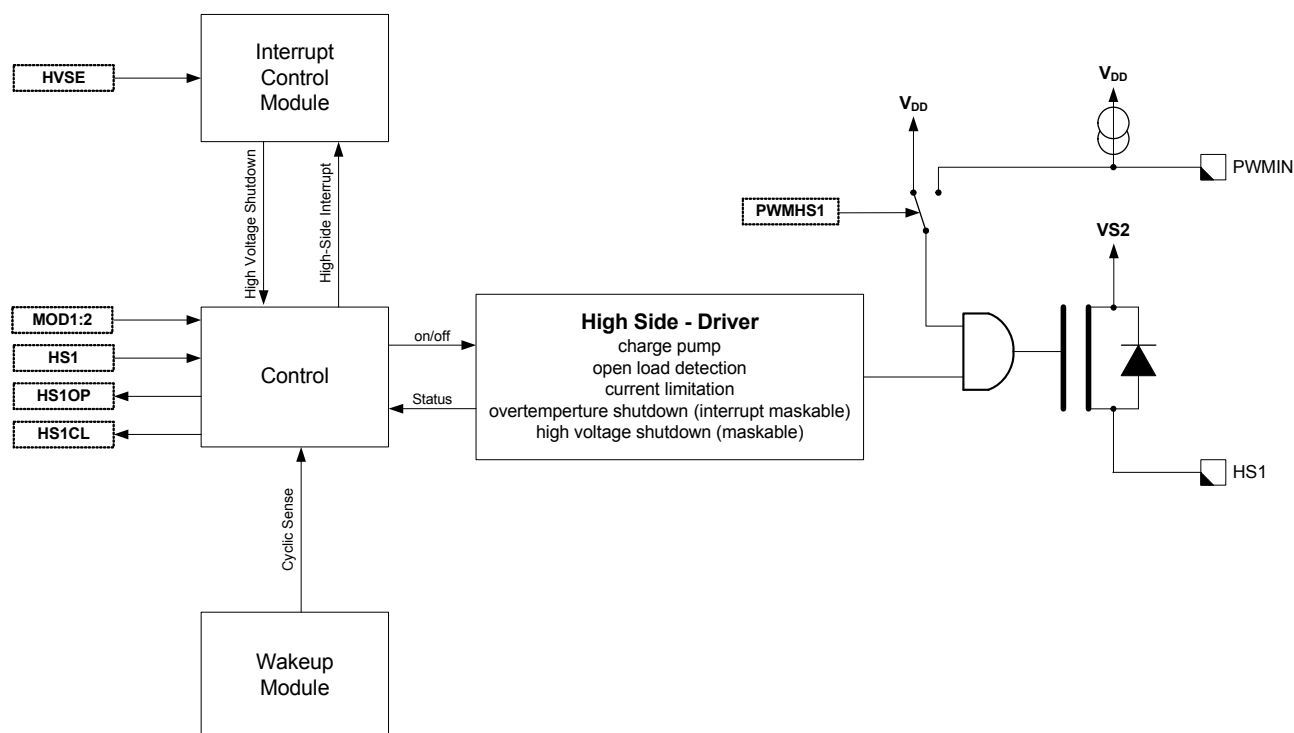 Interrupt
Control
Module
HVSE
High Voltage Shutdown
High-Side Interrupt
VDD
VDD
PWMIN
PWMHS1
VS2
MOD1:2
HS1
HS1OP
HS1CL
Control
on/off
Status
High Side - Driver
charge pump
open load detection
current limitation
overtemperture shutdown (interrupt maskable)
high voltage shutdown (maskable)
HS1
Cyclic Sense
Wakeup
Module